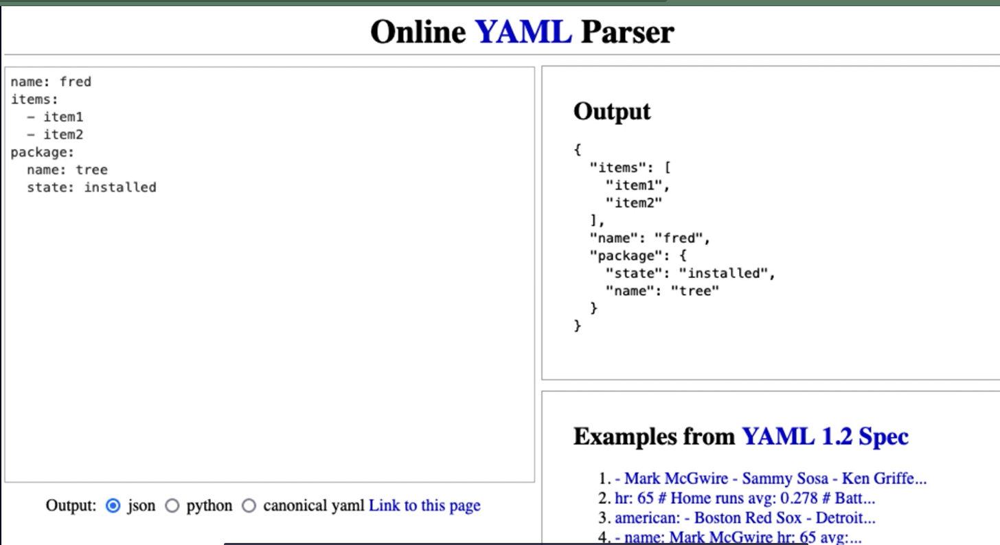 Online YAML Parser
name: fred
items:
  - item1
  - item2
package:
  name: tree
  state: installed
Output: json python canonical yaml Link to this page
Output
{
  "items": [
    "item1",
    "item2"
  ],
  "name": "fred",
  "package": {
    "state": "installed",
    "name": "tree"
  }
}
Examples from YAML 1.2 Spec
1. - Mark McGwire - Sammy Sosa - Ken Griffe...
2. hr: 65 # Home runs avg: 0.278 # Batt...
3. american: - Boston Red Sox - Detroit...
4. - name: Mark McGwire hr: 65 avg:...